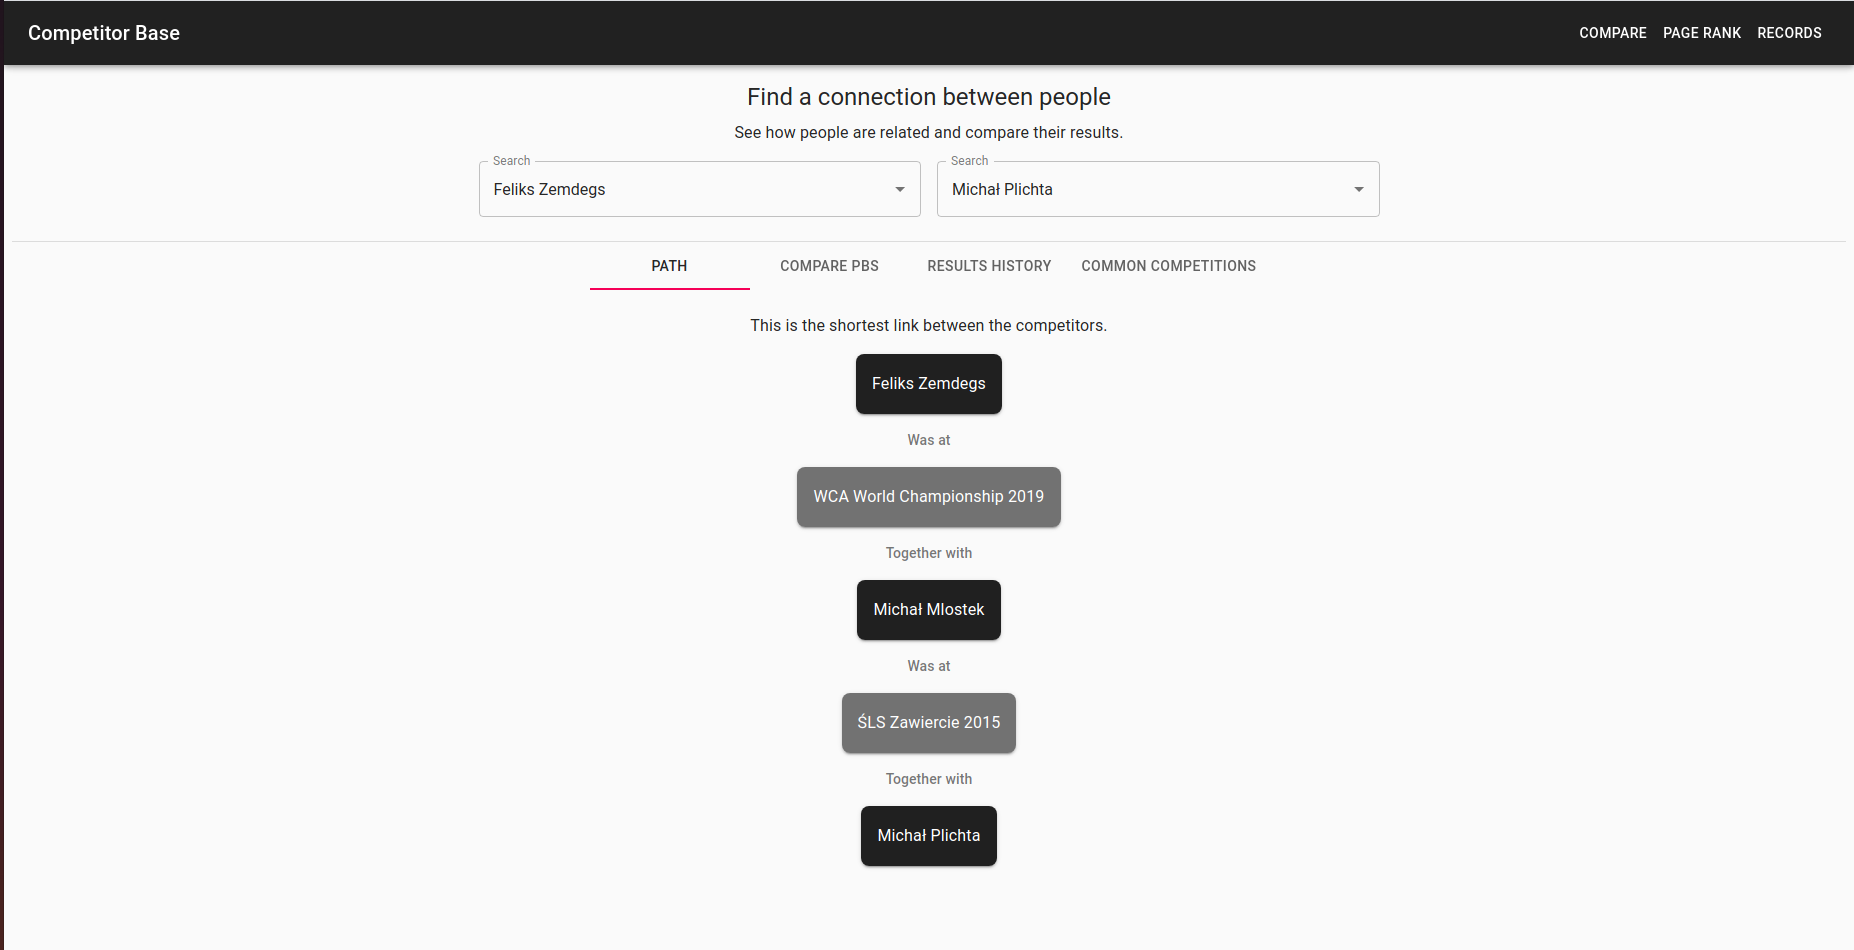 Competitor Base
COMPARE PAGE RANK RECORDS
Find a connection between people
See how people are related and compare their results.
Search
Feliks Zemdegs
Search
Michał Plichta
PATH COMPARE PBS RESULTS HISTORY COMMON COMPETITIONS
This is the shortest link between the competitors.
Feliks Zemdegs
Was at
WCA World Championship 2019
Together with
Michał Mlostek
Was at
ŚLS Zawiercie 2015
Together with
Michał Plichta